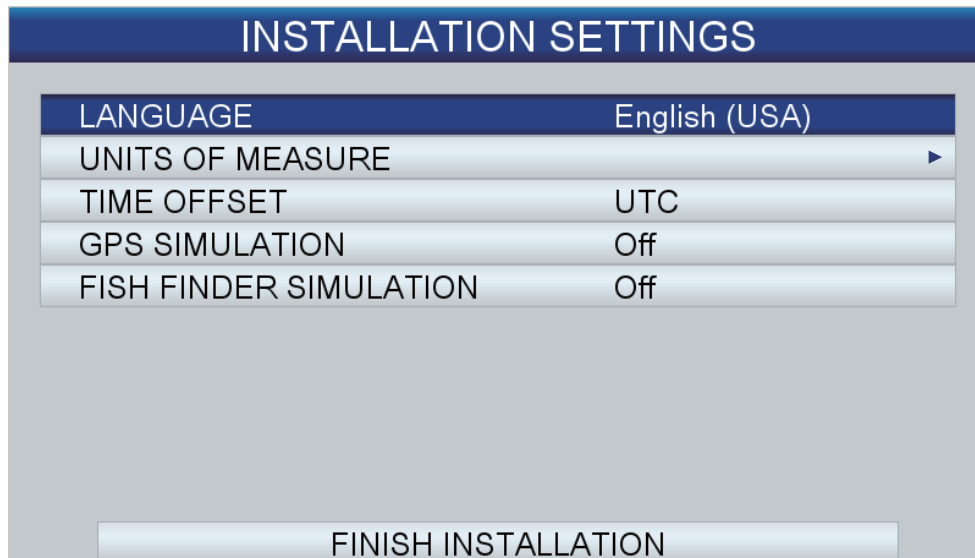 INSTALLATION SETTINGS
LANGUAGE English (USA)
UNITS OF MEASURE
TIME OFFSET UTC
GPS SIMULATION Off
FISH FINDER SIMULATION Off
FINISH INSTALLATION